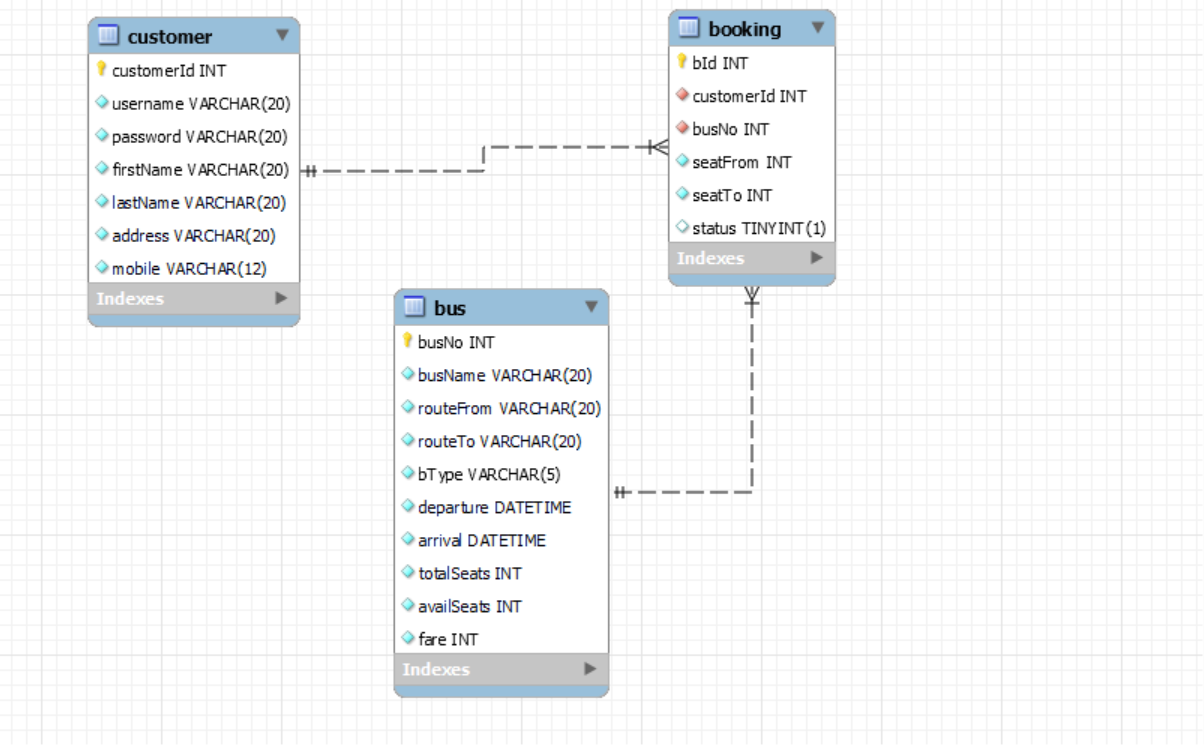 customer
customerId INT
username VARCHAR(20)
password VARCHAR(20)
firstName VARCHAR(20)
lastName VARCHAR(20)
address VARCHAR(20)
mobile VARCHAR(12)
Indexes
booking
bId INT
customerId INT
busNo INT
seatFrom INT
seatTo INT
status TINYINT(1)
Indexes
bus
busNo INT
busName VARCHAR(20)
routeFrom VARCHAR(20)
routeTo VARCHAR(20)
bType VARCHAR(5)
departure DATETIME
arrival DATETIME
totalSeats INT
availSeats INT
fare INT
Indexes